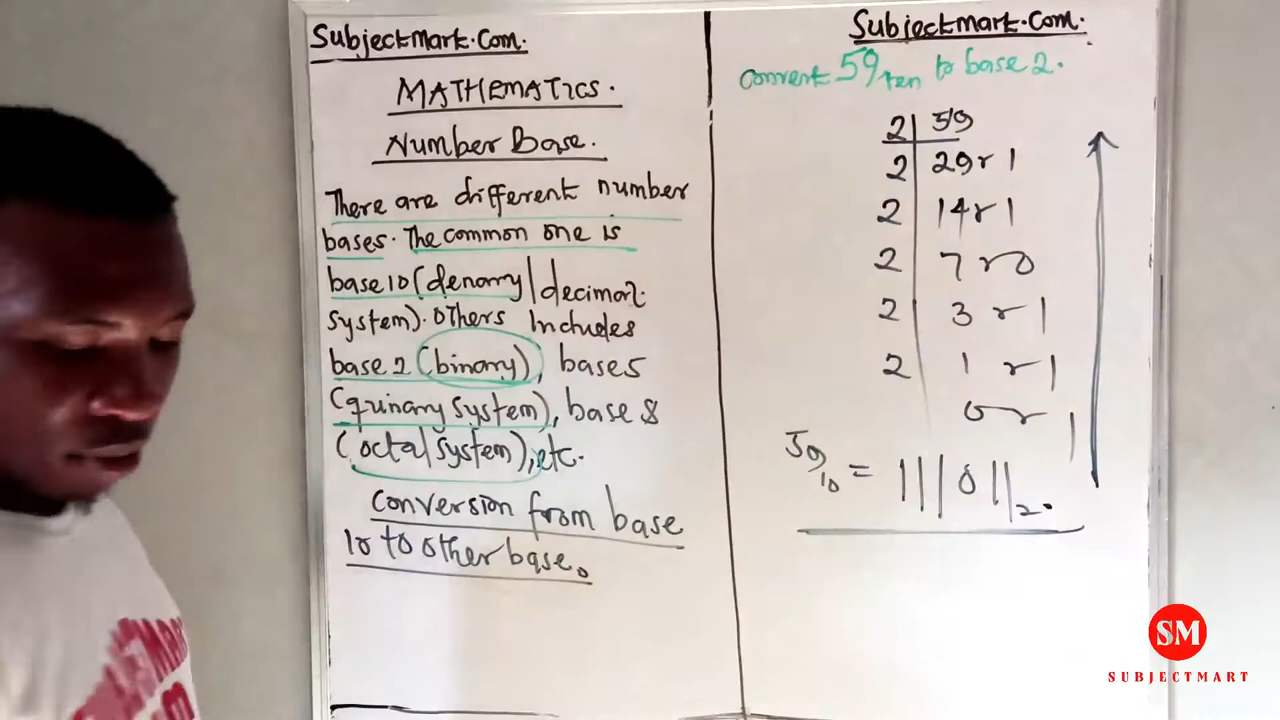 Subjectmark.Com.
MATHEMATICS.
Number Base.
There are different number
bases. The common one is
base 10 (denary/decimal
system). others Includes
base 2 (binary), base 5
(quinary system), base 8
(octal system), etc.
Conversion from base
10 to other base.
Subjectmark.Com.
Convert 59ten to base 2.
2 | 59
2 | 29 r 1
2 | 14 r 1
2 | 7 r 0
2 | 3 r 1
2 | 1 r 1
0 r 1
59₁₀ = 111011₂.
SM
SUBJECTMART